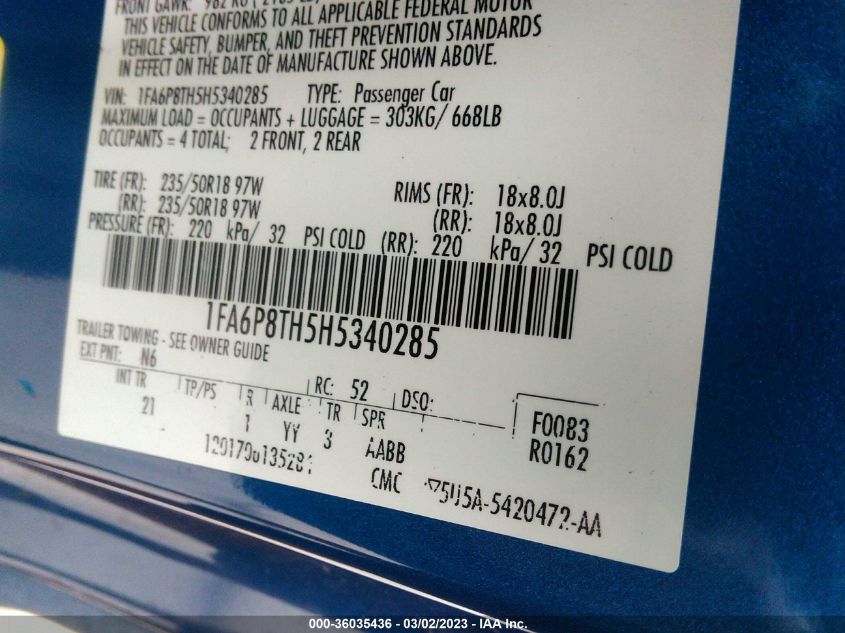 FRONT GAWR: 982 KG
THIS VEHICLE CONFORMS TO ALL APPLICABLE FEDERAL MOTOR
VEHICLE SAFETY, BUMPER, AND THEFT PREVENTION STANDARDS
IN EFFECT ON THE DATE OF MANUFACTURE SHOWN ABOVE.
VIN: 1FA6P8TH5H5340285 TYPE: Passenger Car
MAXIMUM LOAD = OCCUPANTS + LUGGAGE = 303KG/ 668LB
OCCUPANTS = 4 TOTAL; 2 FRONT, 2 REAR
TIRE (FR): 235/50R18 97W RIMS (FR): 18x8.0J
(RR): 235/50R18 97W (RR): 18x8.0J
PRESSURE (FR): 220 kPa/ 32 PSI COLD (RR): 220 kPa/ 32 PSI COLD
1FA6P8TH5H5340285
TRAILER TOWING - SEE OWNER GUIDE
EXT PNT: N6 RC: 52 DSO:
INT TR TP/PS R AXLE TR SPR F0083
21 1 YY 3 AABB R0162
CMC 5U5A-5420472-AA
000-36035436 - 03/02/2023 - IAA Inc.